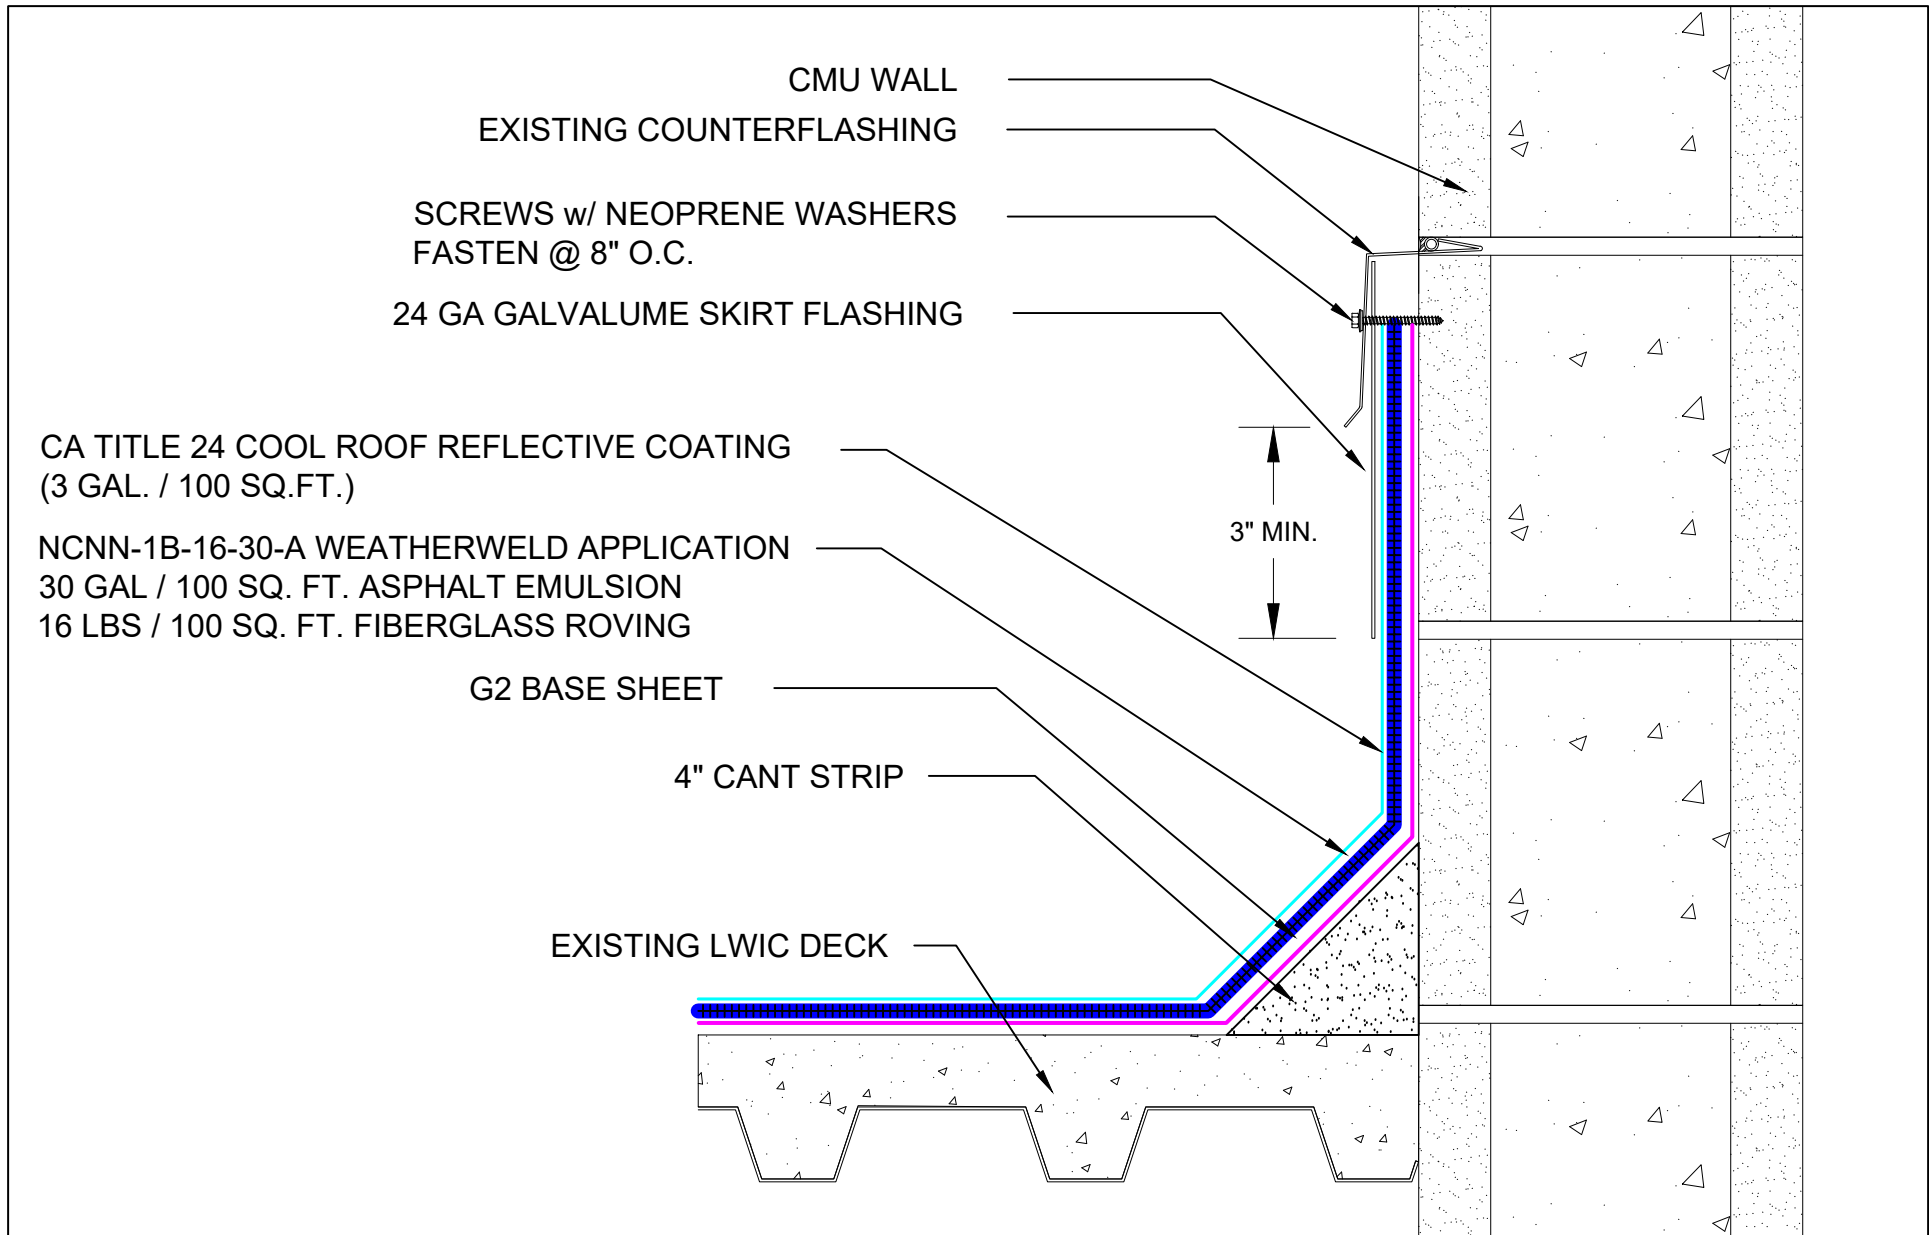 CMU WALL
EXISTING COUNTERFLASHING
SCREWS w/ NEOPRENE WASHERS
FASTEN @ 8" O.C.
24 GA GALVALUME SKIRT FLASHING
CA TITLE 24 COOL ROOF REFLECTIVE COATING
(3 GAL. / 100 SQ.FT.)
3" MIN.
NCNN-1B-16-30-A WEATHERWELD APPLICATION
30 GAL / 100 SQ. FT. ASPHALT EMULSION
16 LBS / 100 SQ. FT. FIBERGLASS ROVING
G2 BASE SHEET
4" CANT STRIP
EXISTING LWIC DECK